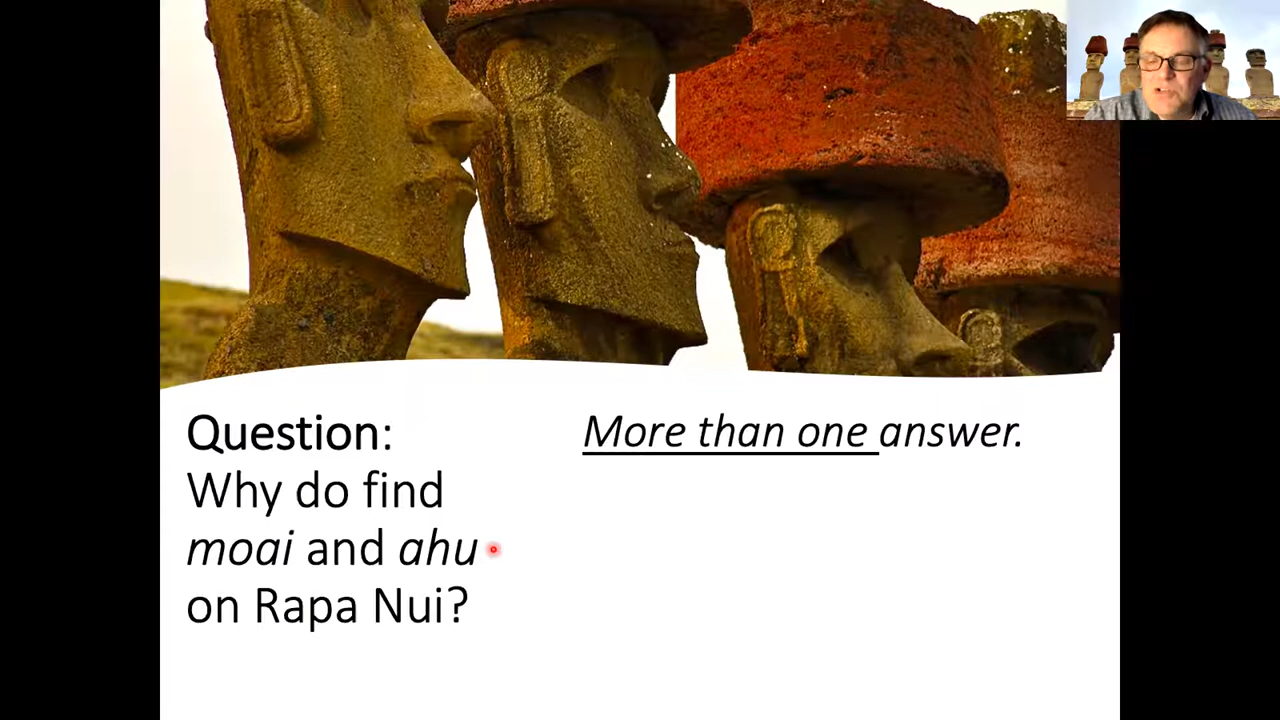 Question:
Why do find
moai and ahu
on Rapa Nui?
More than one answer.